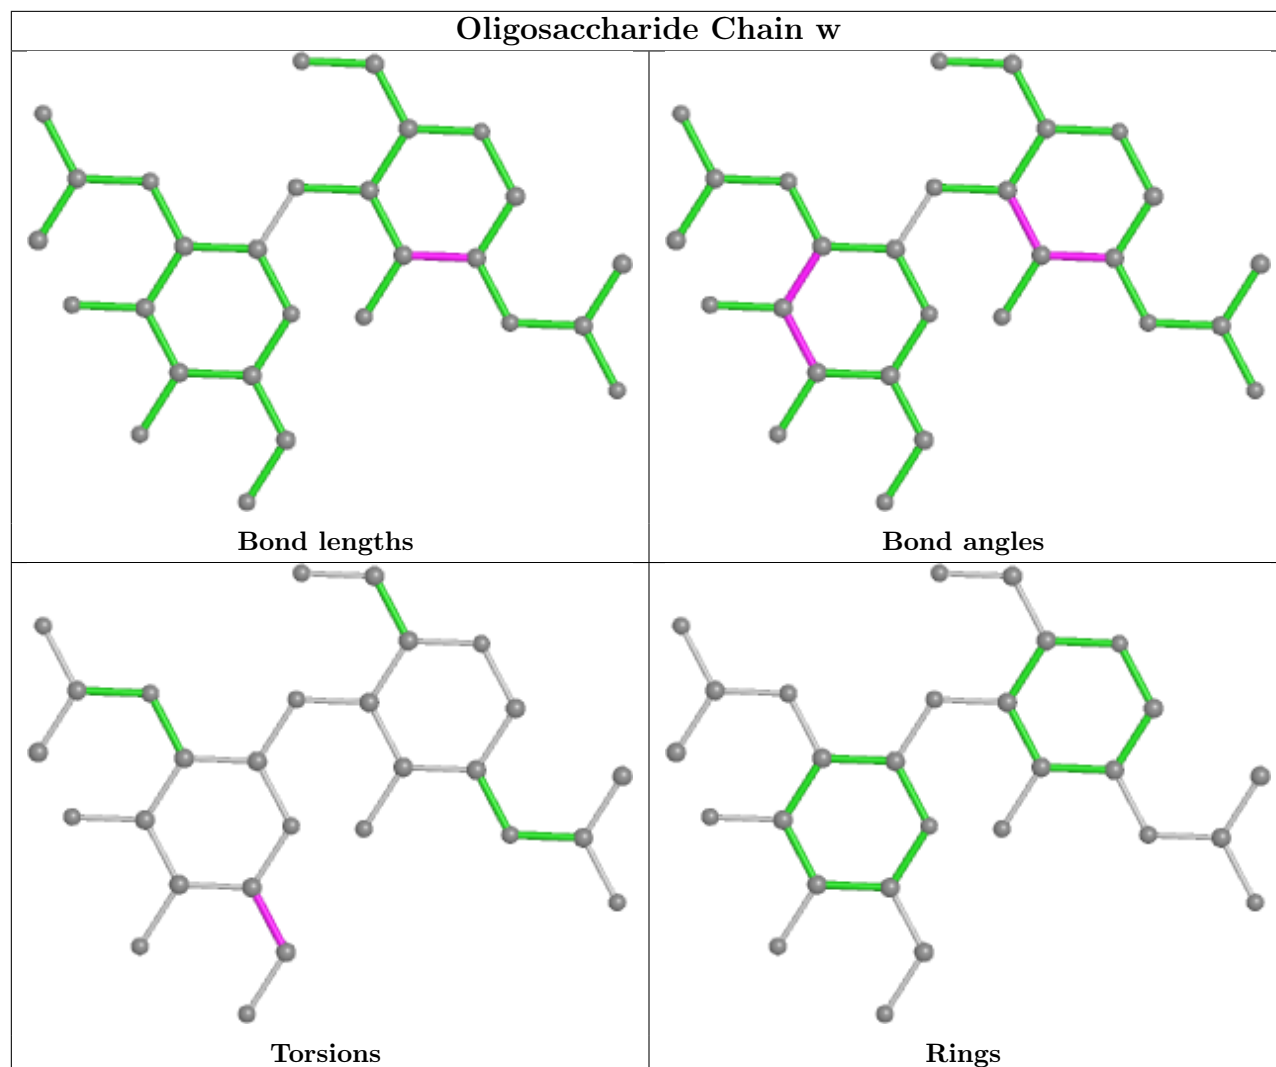 Oligosaccharide Chain w
Bond lengths
Bond angles
Torsions
Rings